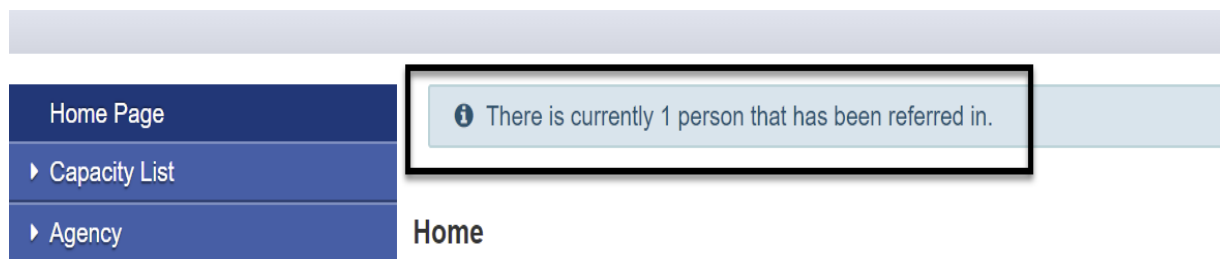 Home Page
Capacity List
Agency
There is currently 1 person that has been referred in.
Home